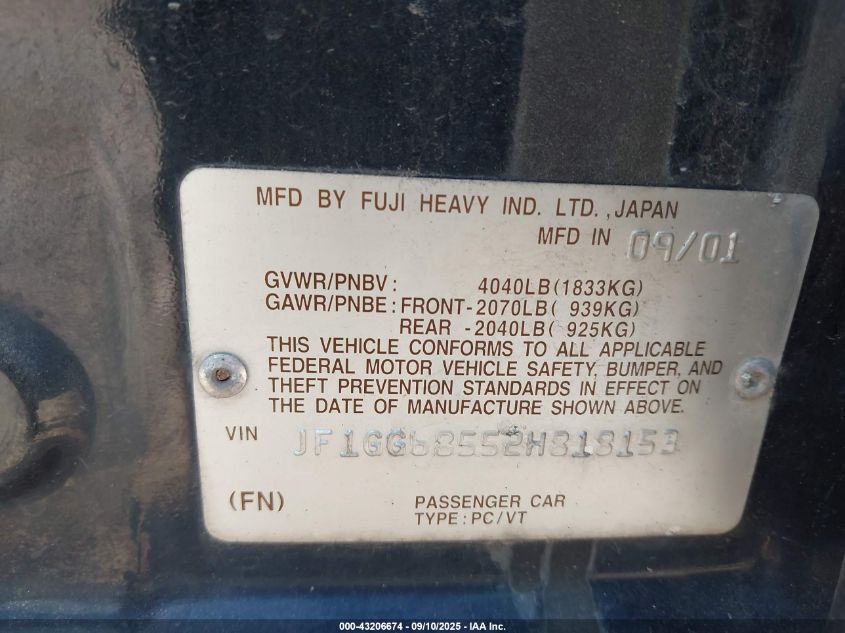 MFD BY FUJI HEAVY IND. LTD., JAPAN
MFD IN 09/01
GVWR/PNBV: 4040LB(1833KG)
GAWR/PNBE: FRONT-2070LB( 939KG)
REAR -2040LB( 925KG)
THIS VEHICLE CONFORMS TO ALL APPLICABLE
FEDERAL MOTOR VEHICLE SAFETY, BUMPER, AND
THEFT PREVENTION STANDARDS IN EFFECT ON
THE DATE OF MANUFACTURE SHOWN ABOVE.
VIN JF1GG68552H818153
(FN) PASSENGER CAR
TYPE: PC/VT
000-43206674 - 09/10/2025 - IAA Inc.